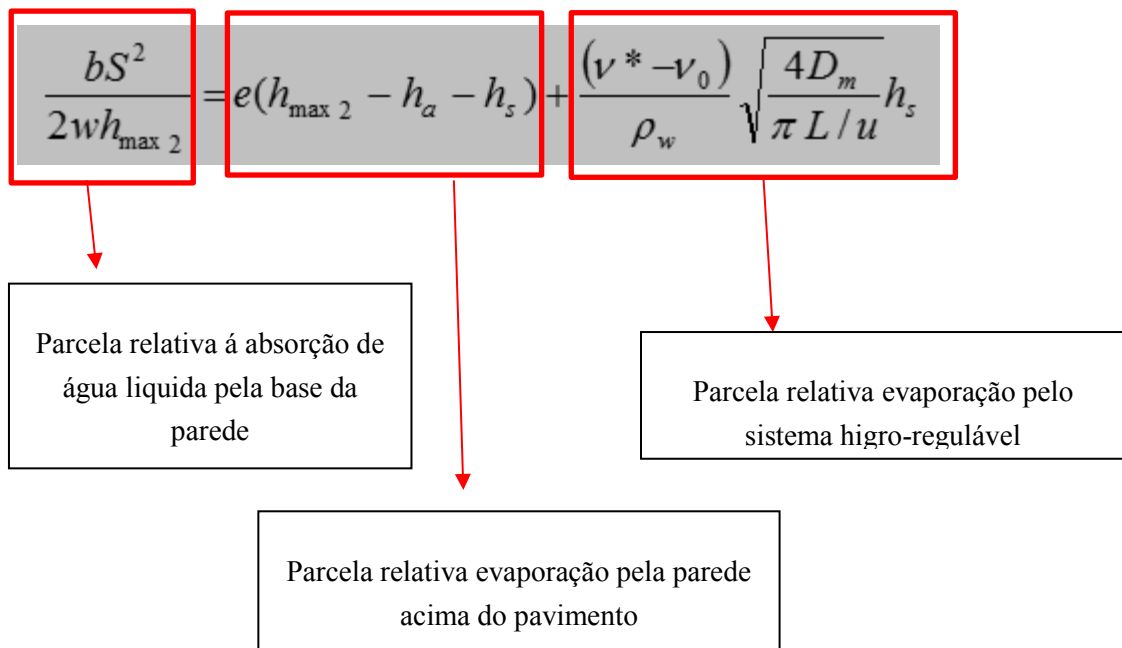 bS² / 2wh_max 2 = e(h_max 2 − h_a − h_s) + (ν* − ν₀) / ρ_w √(4D_m / π L / u) h_s
Parcela relativa á absorção de
água liquida pela base da
parede
Parcela relativa evaporação pelo
sistema higro-regulável
Parcela relativa evaporação pela parede
acima do pavimento